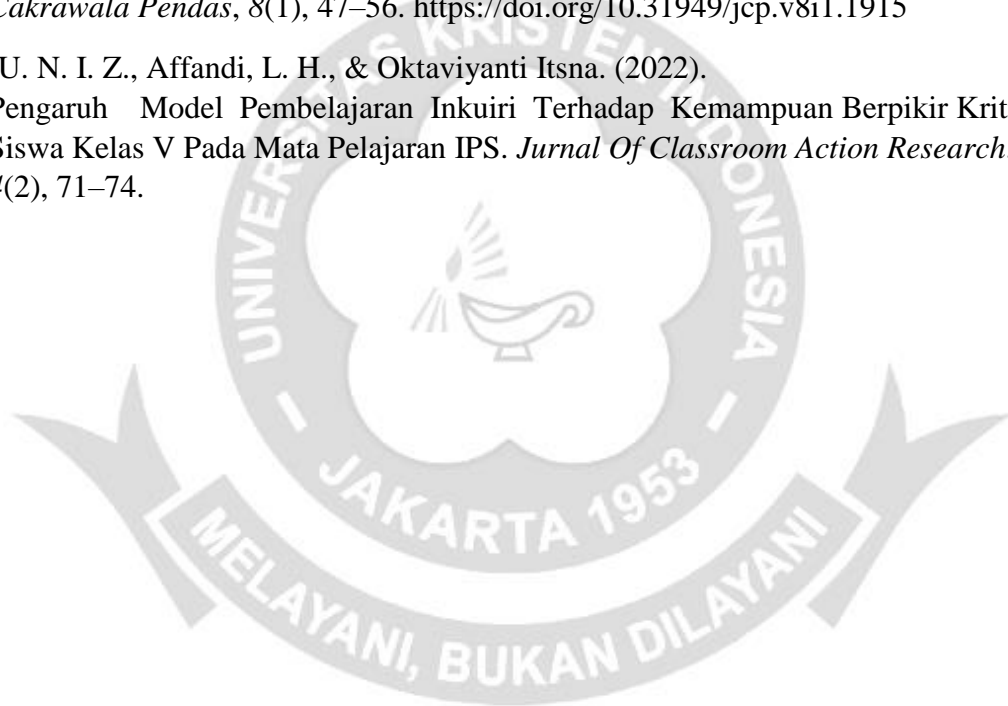 Cakrawala Pendas, 8(1), 47–56. https://doi.org/10.31949/jcp.v8i1.1915
U. N. I. Z., Affandi, L. H., & Oktaviyanti Itsna. (2022).
Pengaruh Model Pembelajaran Inkuiri Terhadap Kemampuan Berpikir Krit
Siswa Kelas V Pada Mata Pelajaran IPS. Jurnal Of Classroom Action Research
(2), 71–74.
UNIVERSITAS KRISTEN INDONESIA
JAKARTA 1953
MELAYANI, BUKAN DILAYANI